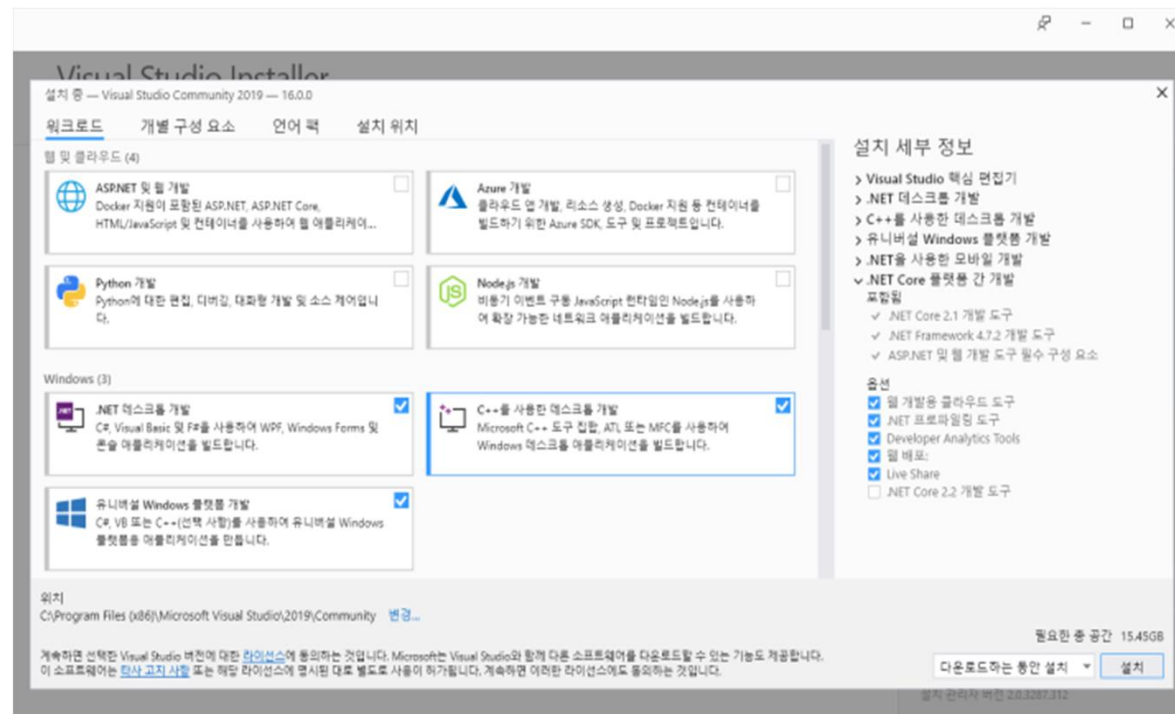 Visual Studio Installer
설치 중 — Visual Studio Community 2019 — 16.0.0
워크로드 개별 구성 요소 언어 팩 설치 위치
웹 및 클라우드 (4)
ASP.NET 및 웹 개발
Docker 지원이 포함된 ASP.NET, ASP.NET Core,
HTML/JavaScript 및 컨테이너를 사용하여 웹 애플리케이...
Azure 개발
클라우드 앱 개발, 리소스 생성, Docker 지원 등 컨테이너를
빌드하기 위한 Azure SDK, 도구 및 프로젝트입니다.
Python 개발
Python에 대한 편집, 디버깅, 대화형 개발 및 소스 제어입니
다.
Node.js 개발
비동기 이벤트 구동 JavaScript 런타임인 Node.js를 사용하
여 확장 가능한 네트워크 애플리케이션을 빌드합니다.
Windows (3)
.NET 데스크톱 개발
C#, Visual Basic 및 F#을 사용하여 WPF, Windows Forms 및
콘솔 애플리케이션을 빌드합니다.
C++를 사용한 데스크톱 개발
Microsoft C++ 도구 집합, ATL 또는 MFC를 사용하여
Windows 데스크톱 애플리케이션을 빌드합니다.
유니버설 Windows 플랫폼 개발
C#, VB 또는 C++(선택 사항)를 사용하여 유니버설 Windows
플랫폼용 애플리케이션을 만듭니다.
설치 세부 정보
Visual Studio 핵심 편집기
.NET 데스크톱 개발
C++를 사용한 데스크톱 개발
유니버설 Windows 플랫폼 개발
.NET을 사용한 모바일 개발
.NET Core 플랫폼 간 개발
포함됨
.NET Core 2.1 개발 도구
.NET Framework 4.7.2 개발 도구
ASP.NET 및 웹 개발 도구 필수 구성 요소
옵션
웹 개발용 클라우드 도구
.NET 프로파일링 도구
Developer Analytics Tools
웹 배포:
Live Share
.NET Core 2.2 개발 도구
위치
C:\Program Files (x86)\Microsoft Visual Studio\2019\Community 변경...
계속하면 선택한 Visual Studio 버전에 대한 라이선스에 동의하는 것입니다. Microsoft는 Visual Studio와 함께 다른 소프트웨어를 다운로드할 수 있는 기능도 제공합니다.
이 소프트웨어는 타사 고지 사항 또는 해당 라이선스에 명시된 대로 별도로 사용이 허가됩니다. 계속하면 이러한 라이선스에도 동의하는 것입니다.
필요한 총 공간 15.45GB
다운로드하는 동안 설치 설치
설치 관리자 버전 2.0.3287.312